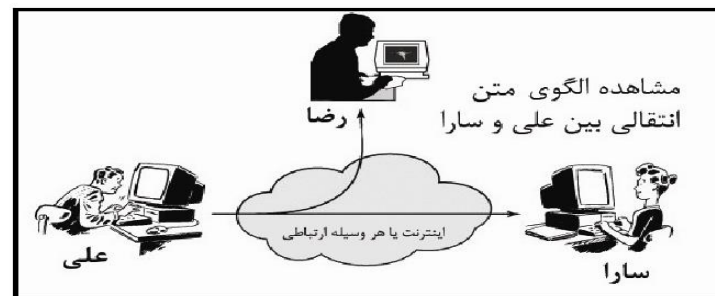 رضا
مشاهده الگوی متن
انتقالی بین علی و سارا
اینترنت یا هر وسیله ارتباطی
علی
سارا